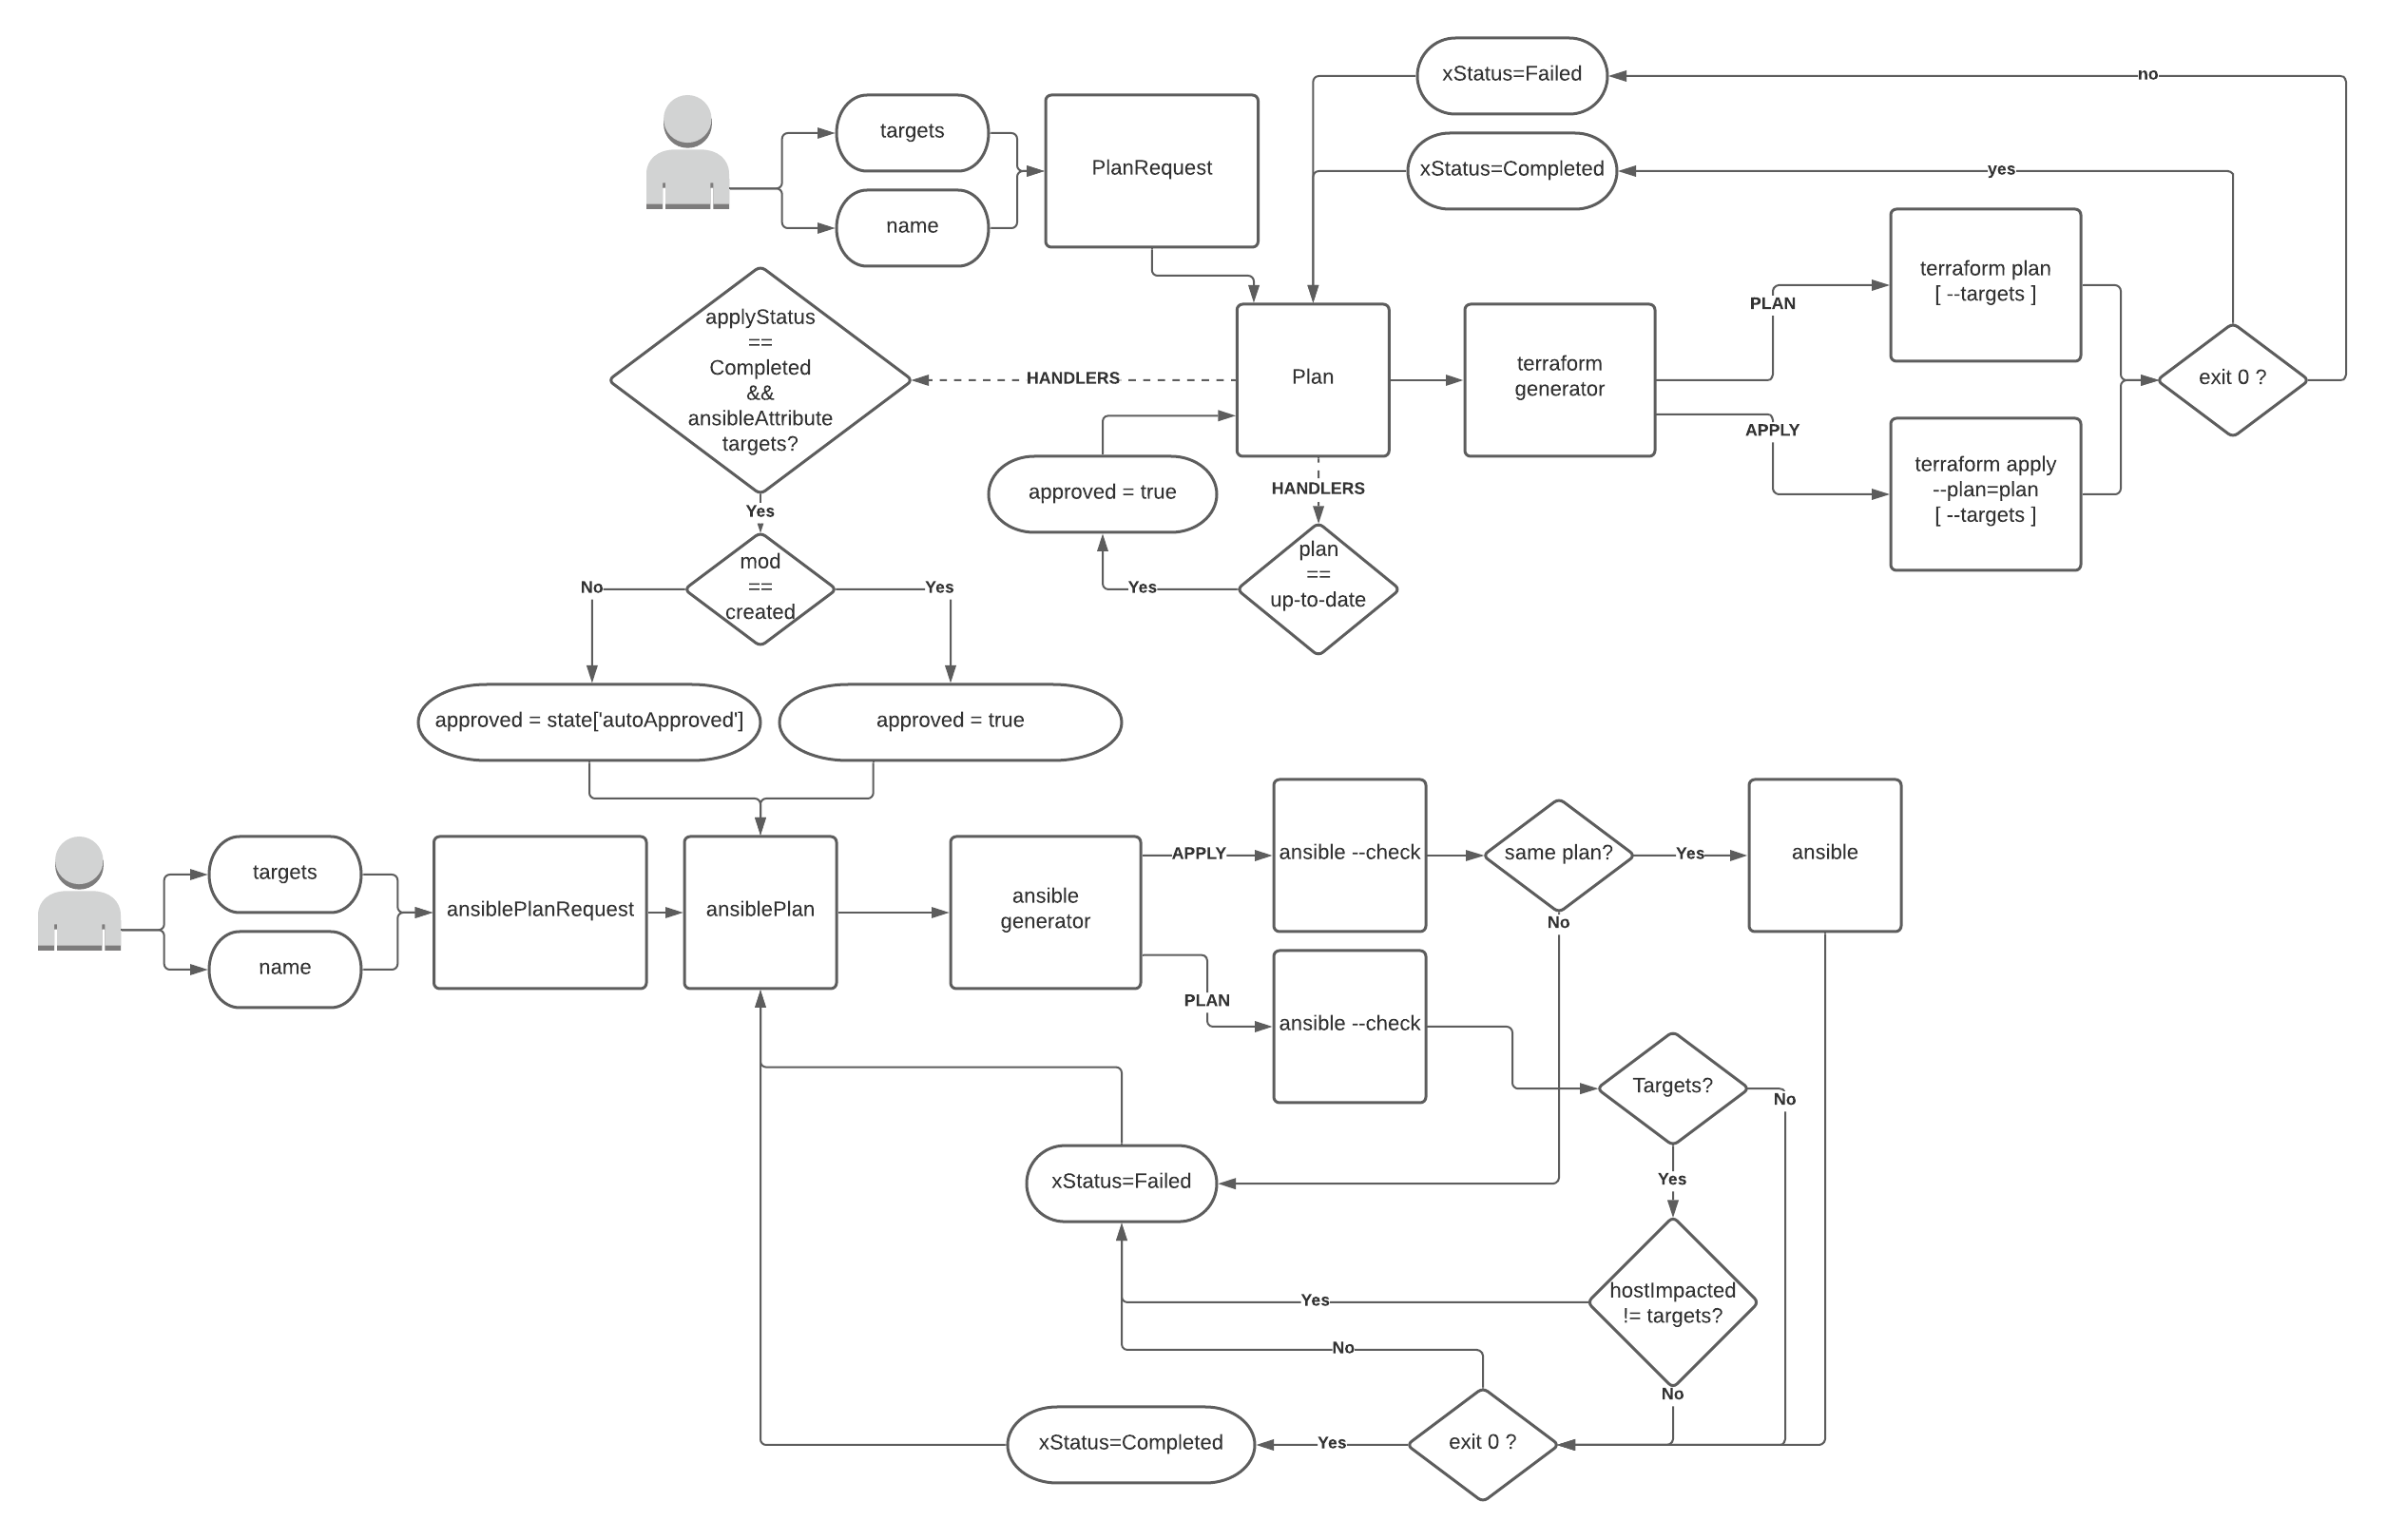 xStatus=Failed
no
targets
PlanRequest
xStatus=Completed
yes
name
terraform plan
[ --targets ]
PLAN
applyStatus
==
Completed
&&
ansibleAttribute
targets?
HANDLERS
Plan
terraform
generator
exit 0 ?
APPLY
terraform apply
--plan=plan
[ --targets ]
approved = true
HANDLERS
Yes
plan
==
up-to-date
Yes
mod
==
created
No
Yes
approved = state['autoApproved']
approved = true
targets
name
ansiblePlanRequest
ansiblePlan
ansible
generator
APPLY
ansible --check
same plan?
Yes
ansible
No
PLAN
ansible --check
Targets?
No
Yes
xStatus=Failed
hostImpacted
!= targets?
Yes
No
No
xStatus=Completed
Yes
exit 0 ?